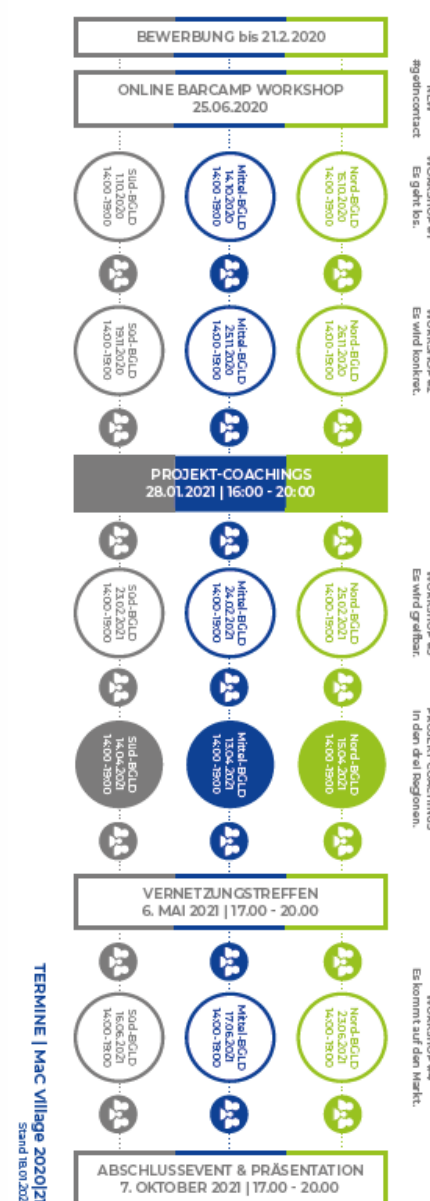 BEWERBUNG bis 21.2.2020
ONLINE BARCAMP WORKSHOP
25.06.2020
#getincontact
Süd-BGLD
1.10.2020
14:00 -19:00
Mittel-BGLD
14.10.2020
14:00 -19:00
Nord-BGLD
15.10.2020
14:00 -19:00
Es geht los.
Süd-BGLD
19.11.2020
14:00-19:00
Mittel-BGLD
25.11.2020
14:00-19:00
Nord-BGLD
26.11.2020
14:00-19:00
Es wird konkret.
PROJEKT-COACHINGS
28.01.2021 | 16:00 - 20:00
Süd-BGLD
23.02.2021
14:00-19:00
Mittel-BGLD
24.02.2021
14:00-19:00
Nord-BGLD
25.02.2021
14:00-19:00
Es wird greifbar.
Süd-BGLD
14.04.2021
14:00 -19:00
Mittel-BGLD
13.04.2021
14:00 -19:00
Nord-BGLD
15.04.2021
14:00 -19:00
PROJEKT-COACHINGS
In den drei Regionen.
VERNETZUNGSTREFFEN
6. MAI 2021 | 17.00 - 20.00
Süd-BGLD
16.06.2021
14:00 -19:00
Mittel-BGLD
17.06.2021
14:00 -19:00
Nord-BGLD
23.06.2021
14:00 -19:00
Es kommt auf den Markt.
ABSCHLUSSEVENT & PRÄSENTATION
7. OKTOBER 2021 | 17.00 - 20.00
TERMINE | MaC Village 2020|2
Stand 18.01.202